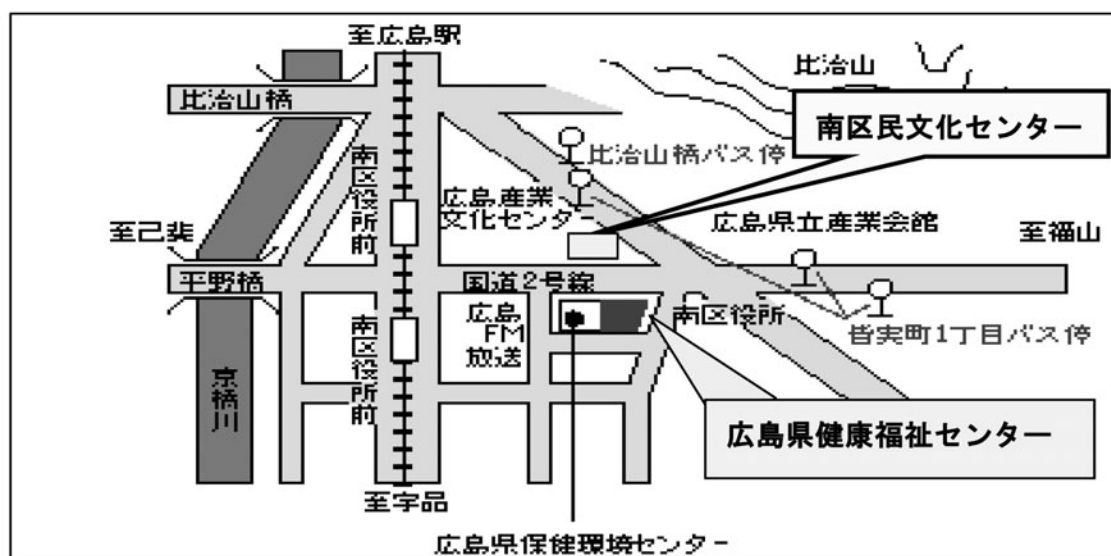 至広島駅
比治山橋
比治山
南区民文化センター
比治山橋バス停
南区役所前
広島産業
文化センター
広島県立産業会館
至己斐
至福山
平野橋
国道2号線
広島
FM
放送
南区役所
皆実町1丁目バス停
南区役所前
京橋川
広島県健康福祉センター
至宇品
広島県保健環境センター